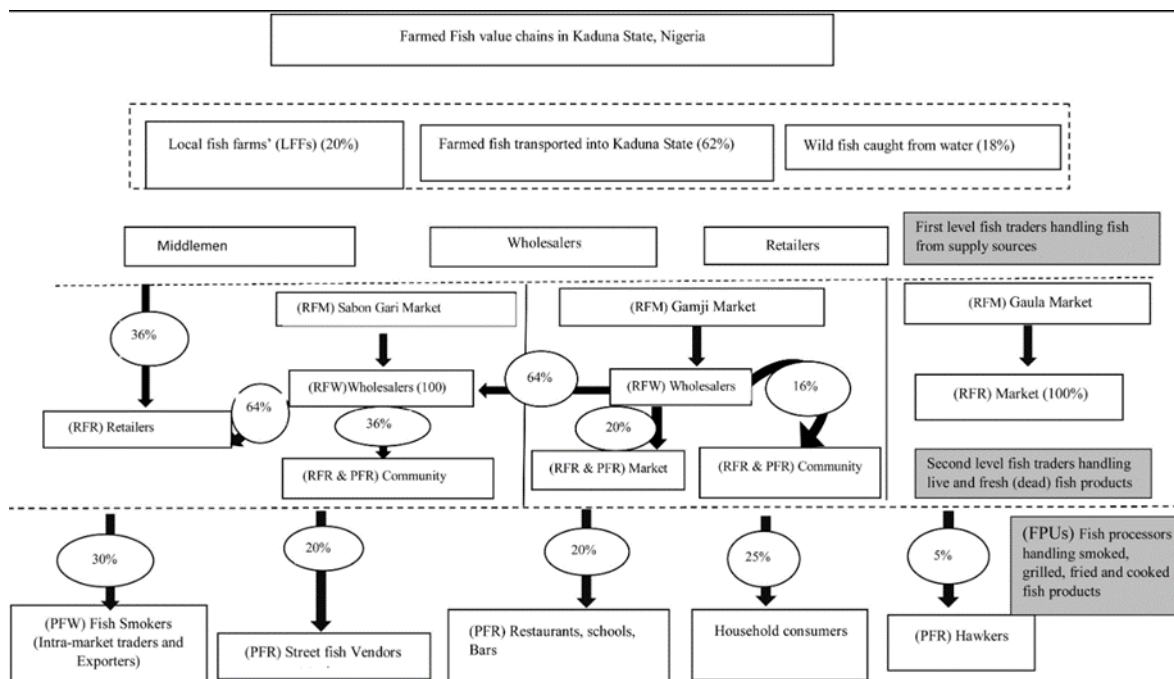 Farmed Fish value chains in Kaduna State, Nigeria
Local fish farms’ (LFFs) (20%)
Farmed fish transported into Kaduna State (62%)
Wild fish caught from water (18%)
Middlemen
Wholesalers
Retailers
First level fish traders handling fish
from supply sources
(RFM) Sabon Gari Market
(RFM) Gamji Market
(RFM) Gaula Market
36%
(RFW)Wholesalers (100)
64%
(RFW) Wholesalers
16%
(RFR) Market (100%)
64%
(RFR) Retailers
36%
20%
(RFR & PFR) Community
(RFR & PFR) Market
(RFR & PFR) Community
Second level fish traders handling
live and fresh (dead) fish products
30%
20%
20%
25%
5%
(FPUs) Fish processors
handling smoked,
grilled, fried and cooked
fish products
(PFW) Fish Smokers
(Intra-market traders and
Exporters)
(PFR) Street fish Vendors
(PFR) Restaurants, schools,
Bars
Household consumers
(PFR) Hawkers